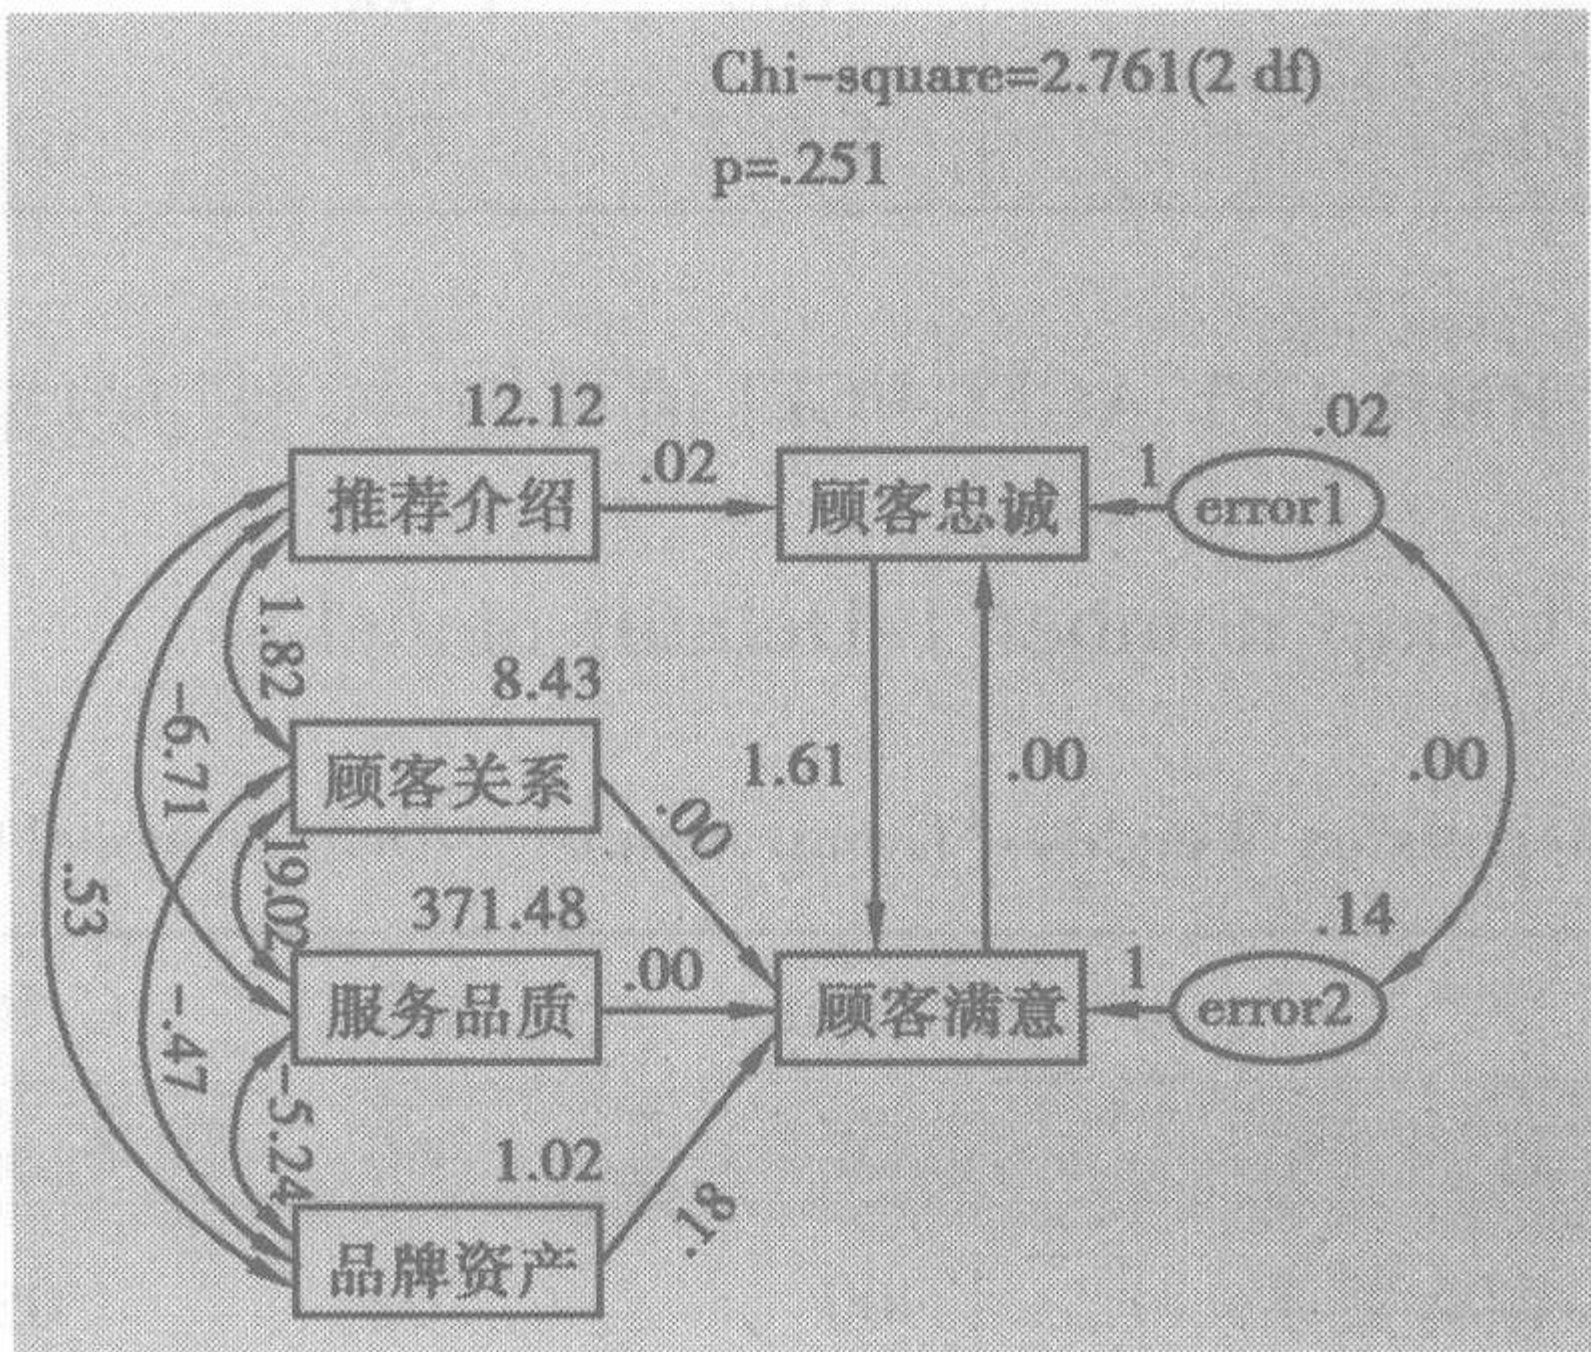 Chi-square=2.761(2 df)
p=.251
12.12
.02
.02
推荐介绍
顾客忠诚
1
error1
1.82
8.43
-6.71
顾客关系
1.61
.00
.00
.00
19.02
.53
371.48
.14
服务品质
.00
顾客满意
1
error2
-.47
-5.24
1.02
.18
品牌资产